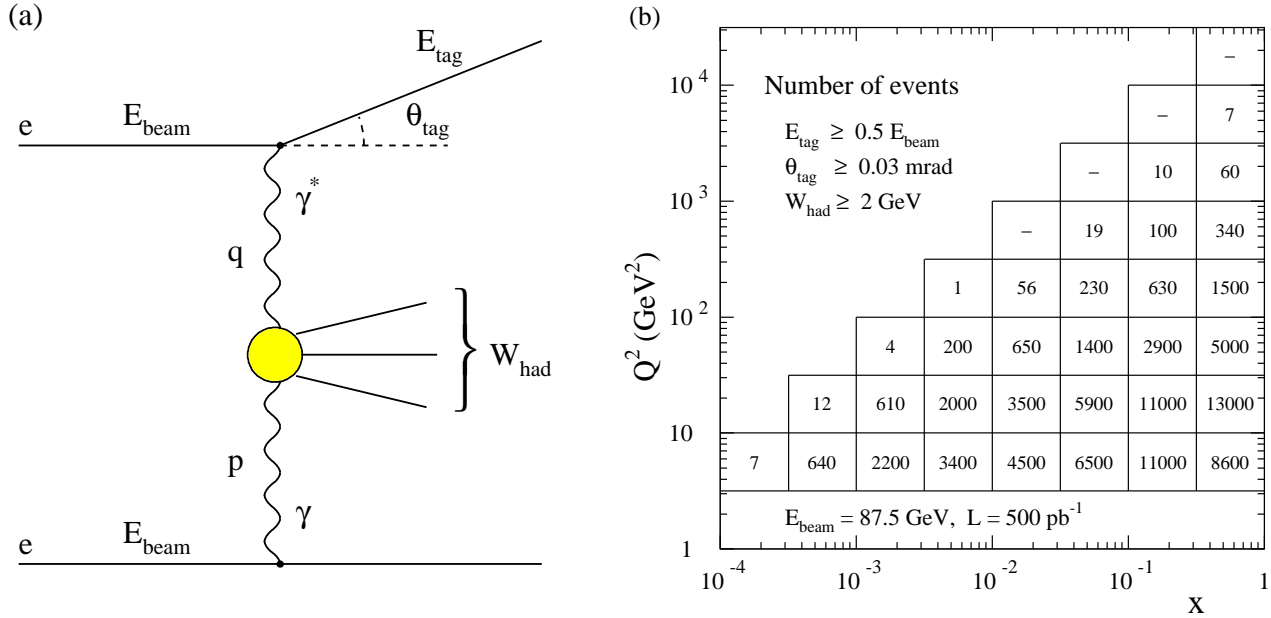 (a)
E_tag
E_beam
θ_tag
e
γ*
q
W_had
p
γ
E_beam
e
(b)
Number of events
E_tag ≥ 0.5 E_beam
θ_tag ≥ 0.03 mrad
W_had ≥ 2 GeV
–
– 7
– 10 60
– 19 100 340
1 56 230 630 1500
4 200 650 1400 2900 5000
12 610 2000 3500 5900 11000 13000
7 640 2200 3400 4500 6500 11000 8600
E_beam = 87.5 GeV, L = 500 pb^-1
Q^2 (GeV^2)
10^4
10^3
10^2
10
1
10^-4 10^-3 10^-2 10^-1 1
x